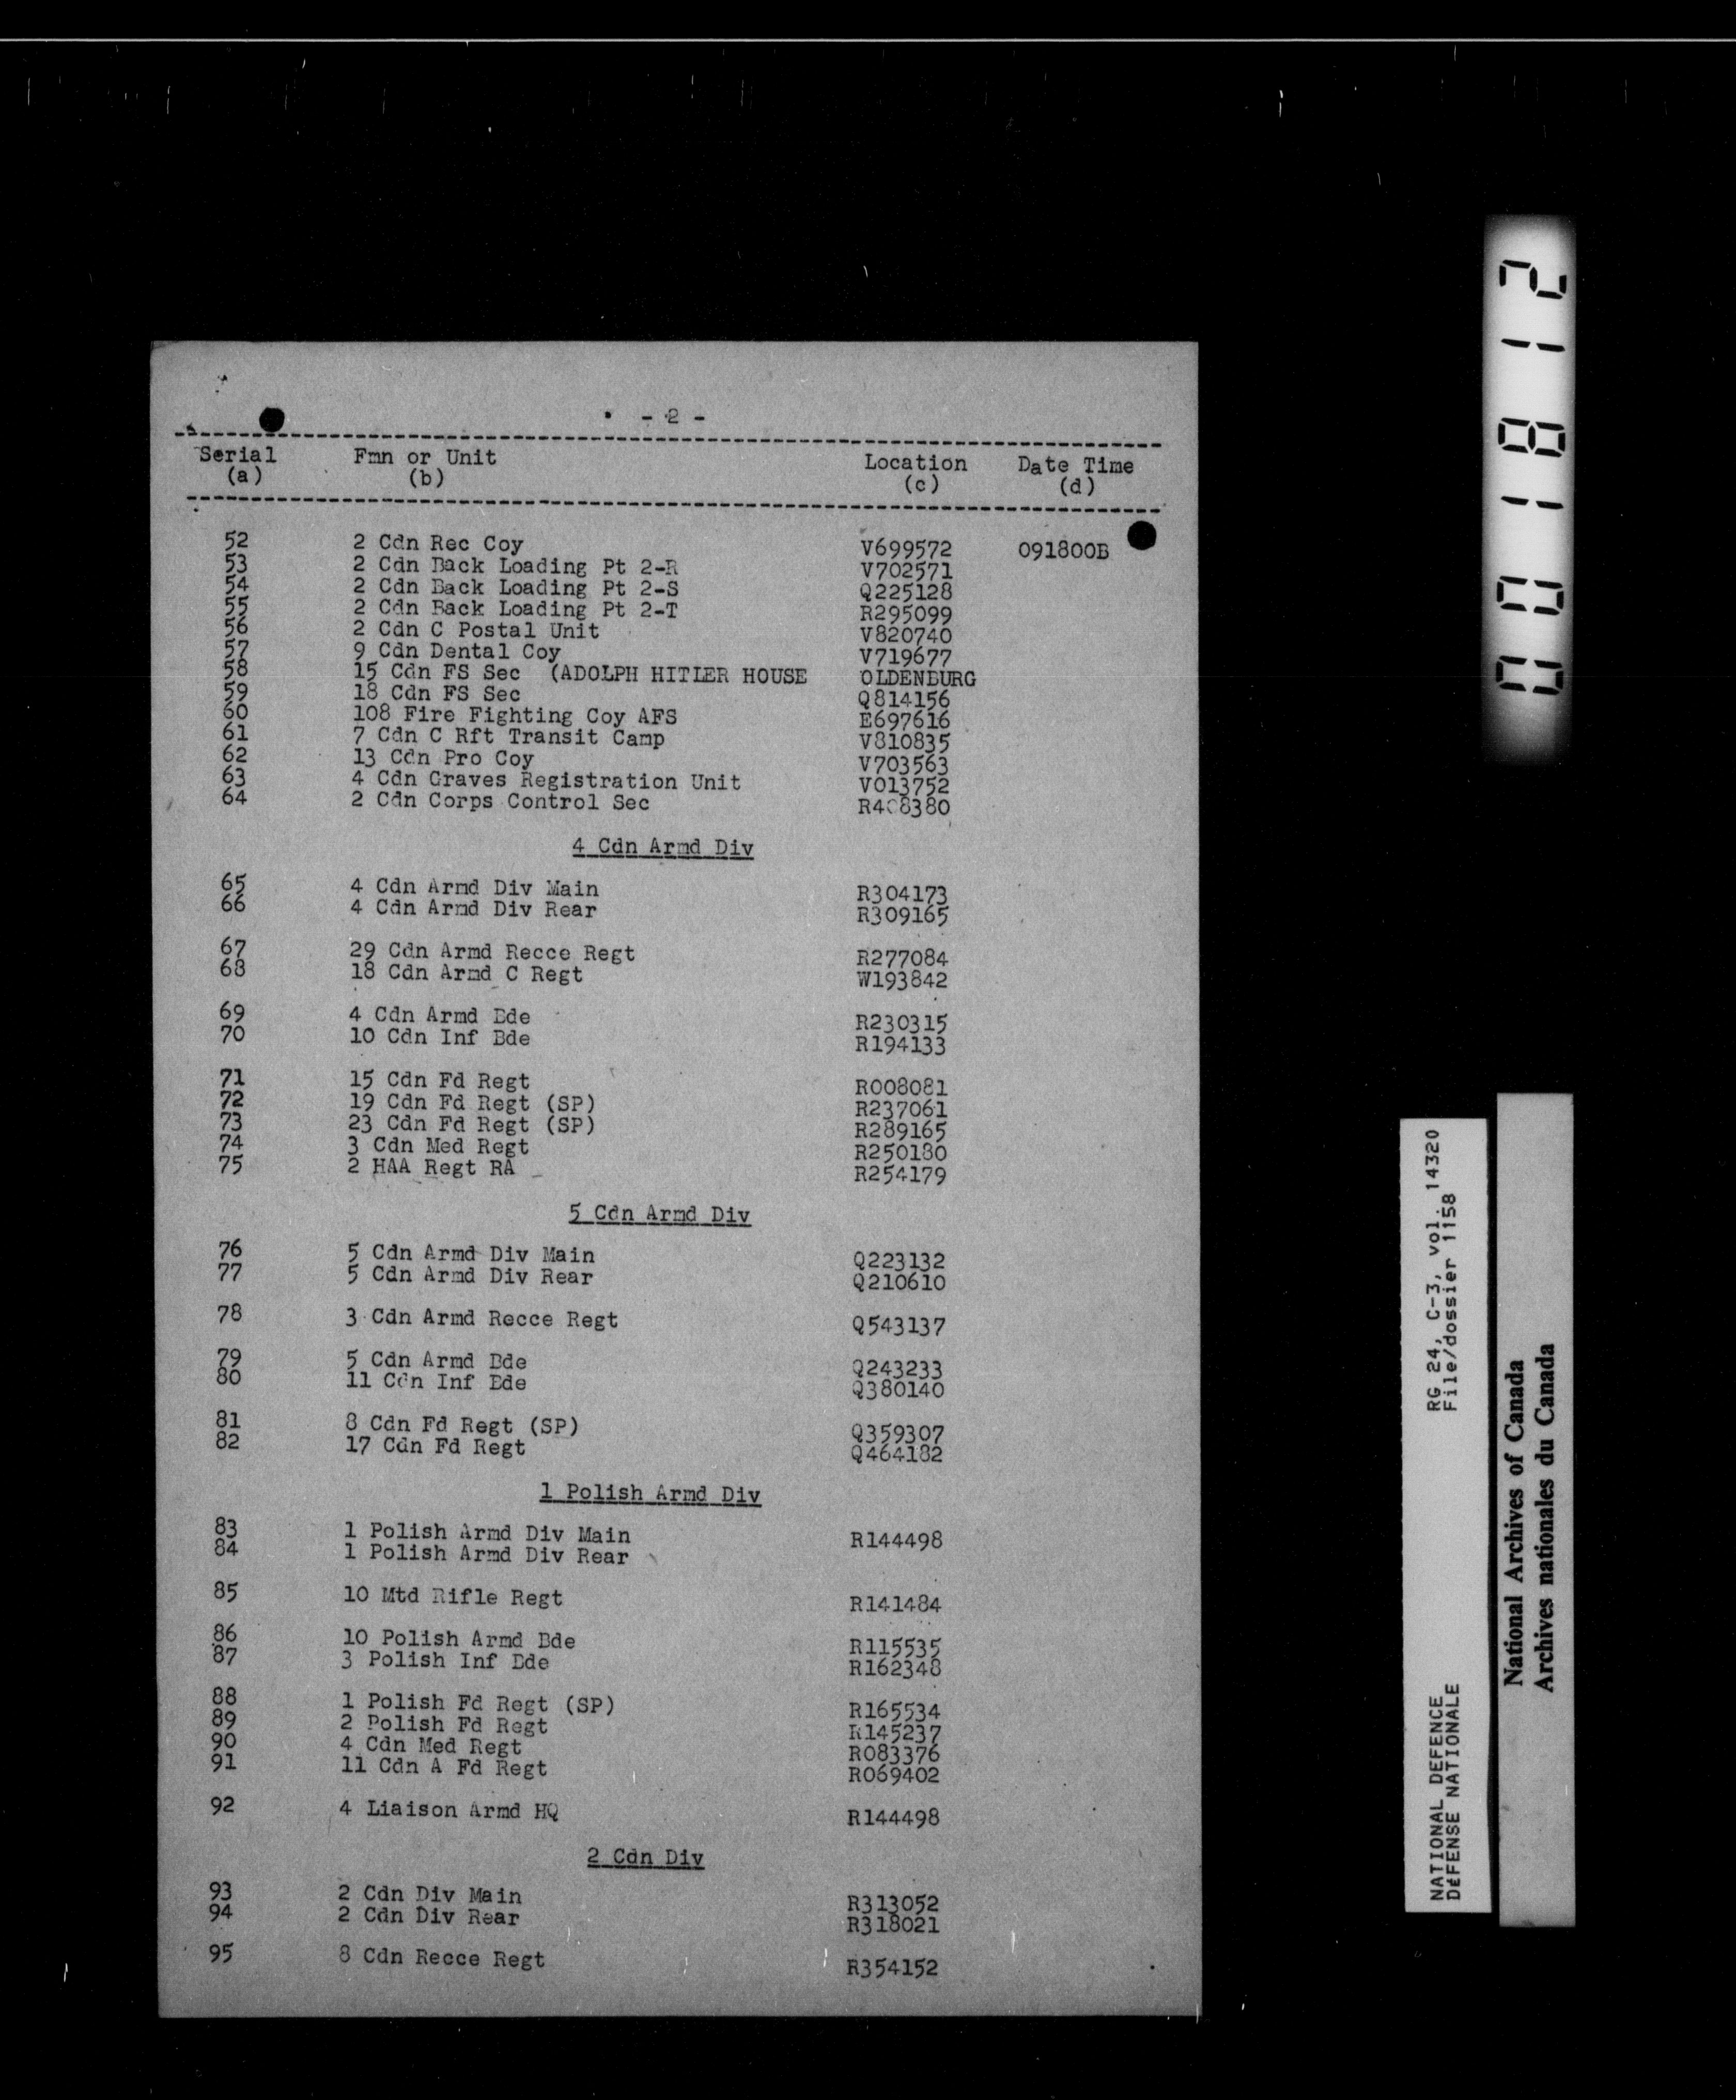 - 2 -
Serial Fmn or Unit Location Date Time
(a) (b) (c) (d)
52 2 Cdn Rec Coy V699572 091800B
53 2 Cdn Back Loading Pt 2-R V702571
54 2 Cdn Back Loading Pt 2-S Q225128
55 2 Cdn Back Loading Pt 2-T R295099
56 2 Cdn C Postal Unit V820740
57 9 Cdn Dental Coy V719677
58 15 Cdn FS Sec (ADOLPH HITLER HOUSE OLDENBURG
59 18 Cdn FS Sec Q814156
60 108 Fire Fighting Coy AFS E697616
61 7 Cdn C Rft Transit Camp V810835
62 13 Cdn Pro Coy V703563
63 4 Cdn Graves Registration Unit V013752
64 2 Cdn Corps Control Sec R408380
4 Cdn Armd Div
65 4 Cdn Armd Div Main R304173
66 4 Cdn Armd Div Rear R309165
67 29 Cdn Armd Recce Regt R277084
68 18 Cdn Armd C Regt W193842
69 4 Cdn Armd Bde R230315
70 10 Cdn Inf Bde R194133
71 15 Cdn Fd Regt R008081
72 19 Cdn Fd Regt (SP) R237061
73 23 Cdn Fd Regt (SP) R289165
74 3 Cdn Med Regt R250180
75 2 HAA Regt RA R254179
5 Cdn Armd Div
76 5 Cdn Armd Div Main Q223132
77 5 Cdn Armd Div Rear Q210610
78 3 Cdn Armd Recce Regt Q543137
79 5 Cdn Armd Bde Q243233
80 11 Cdn Inf Bde Q380140
81 8 Cdn Fd Regt (SP) Q359307
82 17 Cdn Fd Regt Q464182
1 Polish Armd Div
83 1 Polish Armd Div Main R144498
84 1 Polish Armd Div Rear
85 10 Mtd Rifle Regt R141484
86 10 Polish Armd Bde R115535
87 3 Polish Inf Bde R162348
88 1 Polish Fd Regt (SP) R165534
89 2 Polish Fd Regt R145237
90 4 Cdn Med Regt R083376
91 11 Cdn A Fd Regt R069402
92 4 Liaison Armd HQ R144498
2 Cdn Div
93 2 Cdn Div Main R313052
94 2 Cdn Div Rear R318021
95 8 Cdn Recce Regt R354152
001812
NATIONAL DEFENCE RG 24, C-3, vol. 14320
DÉFENSE NATIONALE File/dossier 1158
National Archives of Canada
Archives nationales du Canada